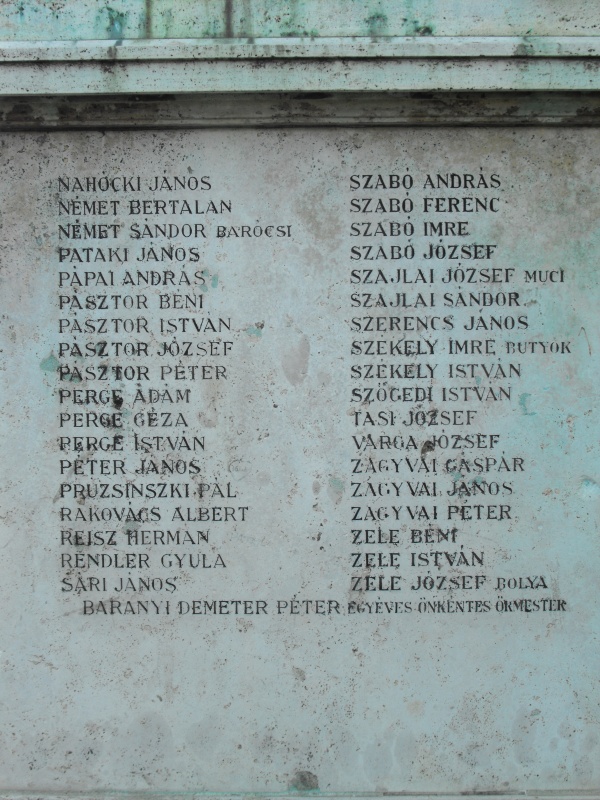 NAHÓCKI JÁNOS
NÉMET BERTALAN
NÉMET SÁNDOR BARÓCSI
PATAKI JÁNOS
PÁPAI ANDRÁS
PÁSZTOR BÉNI
PÁSZTOR ISTVÁN
PÁSZTOR JÓZSEF
PÁSZTOR PÉTER
PERGE ÁDÁM
PERGE GÉZA
PERGE ISTVÁN
PÉTER JÁNOS
PRUZSINSZKI PÁL
RAKOVÁCS ALBERT
REISZ HERMAN
RENDLER GYULA
SÁRI JÁNOS
SZABÓ ANDRÁS
SZABÓ FERENC
SZABÓ IMRE
SZABÓ JÓZSEF
SZAJLAI JÓZSEF MUCI
SZAJLAI SÁNDOR
SZERENCS JÁNOS
SZÉKELY IMRE BUTYOK
SZÉKELY ISTVÁN
SZÖGEDI ISTVÁN
TASI JÓZSEF
VARGA JÓZSEF
ZAGYVAI GÁSPÁR
ZAGYVAI JÁNOS
ZAGYVAI PÉTER
ZELE BÉNI
ZELE ISTVÁN
ZELE JÓZSEF BOLYA
BARANYI DEMETER PÉTER EGYÉVES ÖNKÉNTES ŐRMESTER